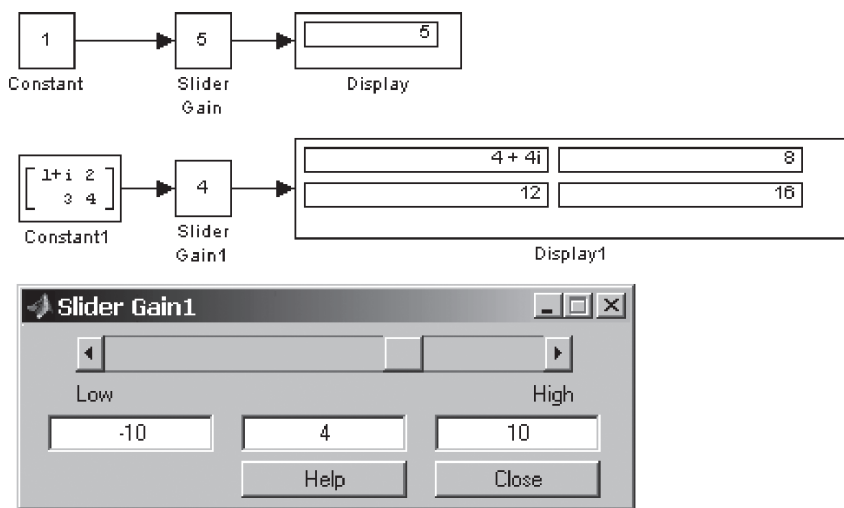 1 5 5
Constant Slider Gain Display
1+i 2
3 4
4
4 + 4i 8
12 16
Constant1 Slider Gain1 Display1
Slider Gain1
Low High
-10 4 10
Help Close